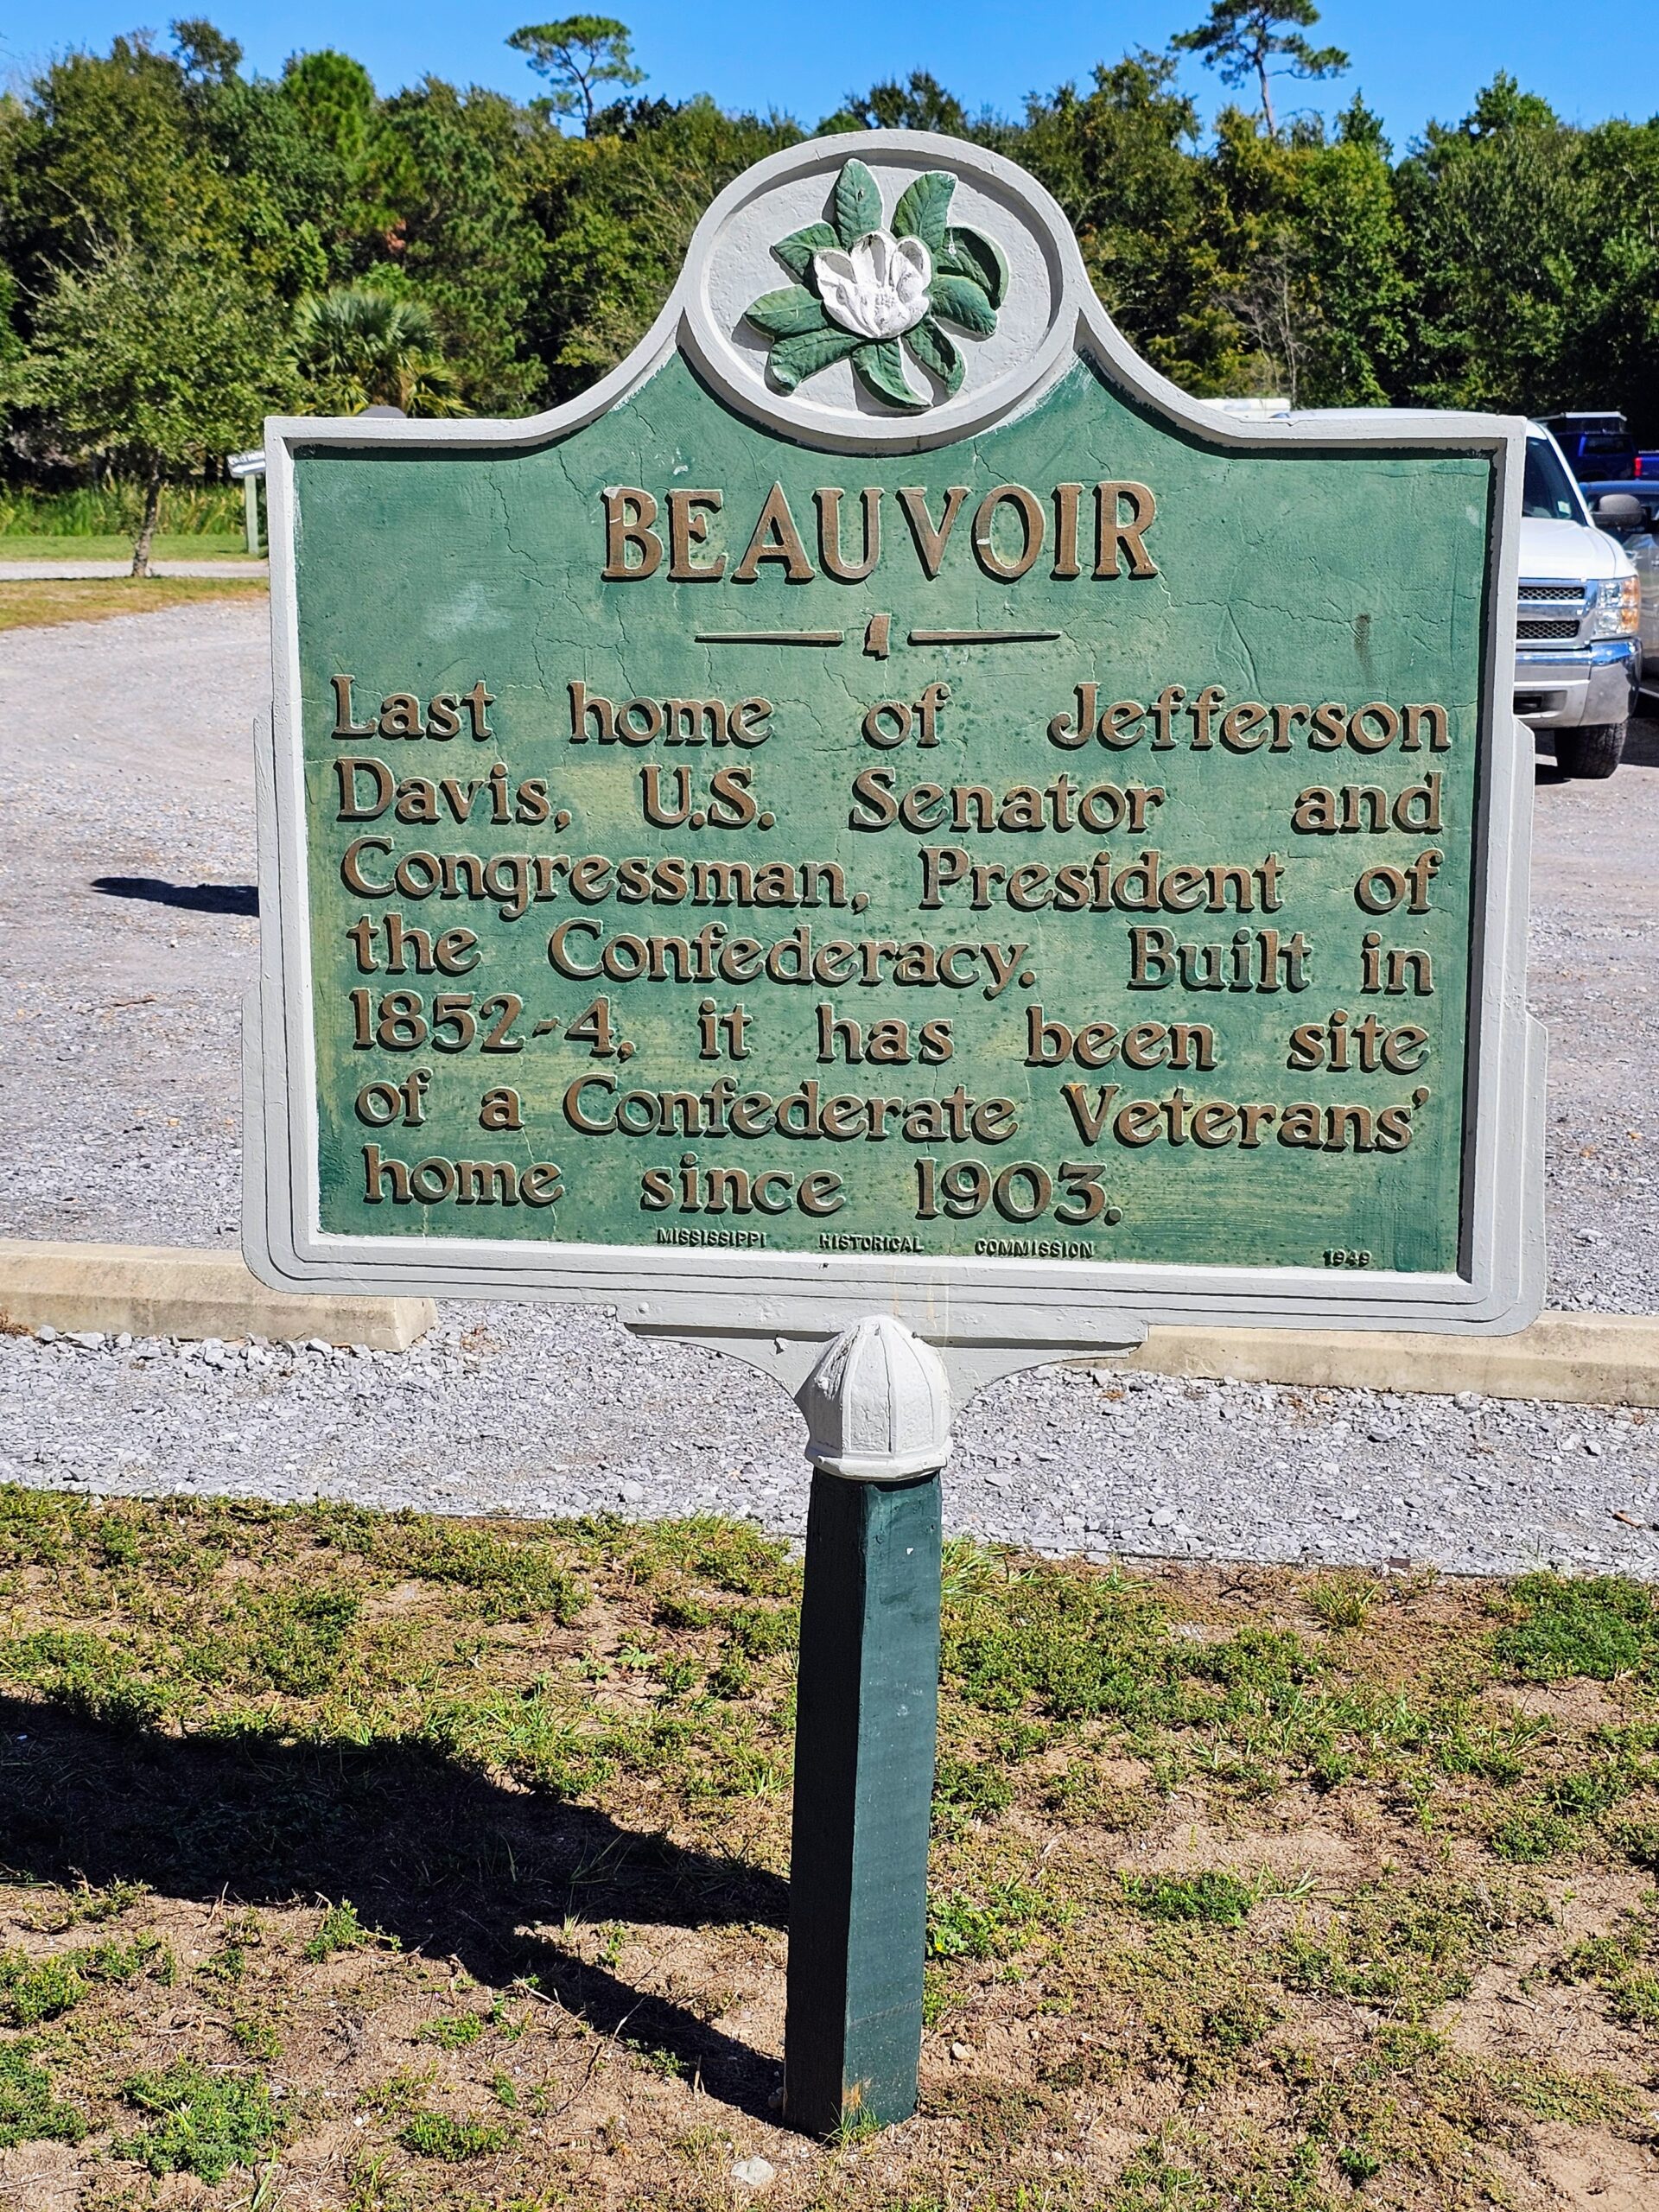 BEAUVOIR
Last home of Jefferson
Davis, U.S. Senator and
Congressman, President of
the Confederacy. Built in
1852-4, it has been site
of a Confederate Veterans'
home since 1903.
MISSISSIPPI HISTORICAL COMMISSION 1949